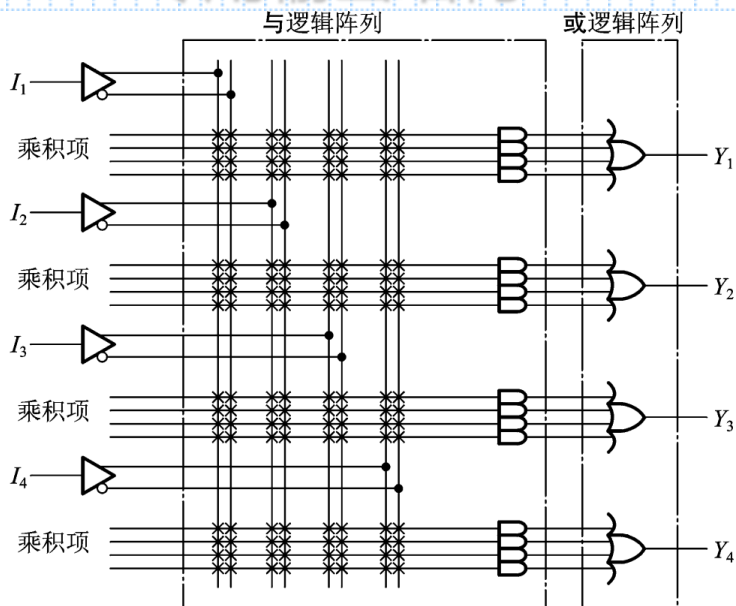 与逻辑阵列 或逻辑阵列
I₁
乘积项 Y₁
I₂
乘积项 Y₂
I₃
乘积项 Y₃
I₄
乘积项 Y₄